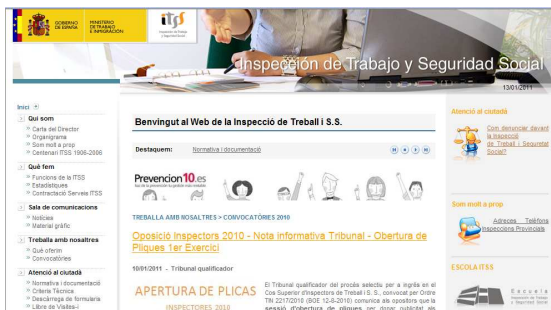 GOBIERNO
DE ESPAÑA
MINISTERIO
DE TRABAJO
E INMIGRACIÓN
itss
Inspección de Trabajo
y Seguridad Social
Inspección de Trabajo y Seguridad Social
13/01/2011
Inici
Qui som
Carta del Director
Organigrama
Som molt a prop
Centenari ITSS 1906-2006
Què fem
Funcions de la ITSS
Estadístiques
Contractació Serveis ITSS
Sala de comunicacions
Notícies
Material gràfic
Treballa amb nosaltres
Què oferim
Convocatòries
Atenció al ciutadà
Normativa i documentació
Criteris Tècnics
Descàrrega de formularis
Llibre de Visites-i
Benvingut al Web de la Inspecció de Treball i S.S.
Destaquem:
Normativa i documentació
Prevencion10.es
TREBALLA AMB NOSALTRES > CONVOCATÒRIES 2010
Oposició Inspectors 2010 - Nota informativa Tribunal - Obertura de
Pliques 1er Exercici
10/01/2011 - Tribunal qualificador
APERTURA DE PLICAS
INSPECTORES 2010
El Tribunal qualificador del procés selectiu per a ingrés en el
Cos Superior d'Inspectors de Treball i S. S., convocat per Ordre
TIN 2217/2010 (BOE 12-8-2010) comunica als opositors que la
sessió d'obertura de pliques per donar publicitat als
Atenció al ciutadà
Com denunciar davant
la Inspecció
de Treball i Seguretat
Social?
Som molt a prop
Adreces Telèfons
Inspeccions Provincials
ESCOLA ITSS
Escuela
Inspección de Trabajo
y Seguridad Social